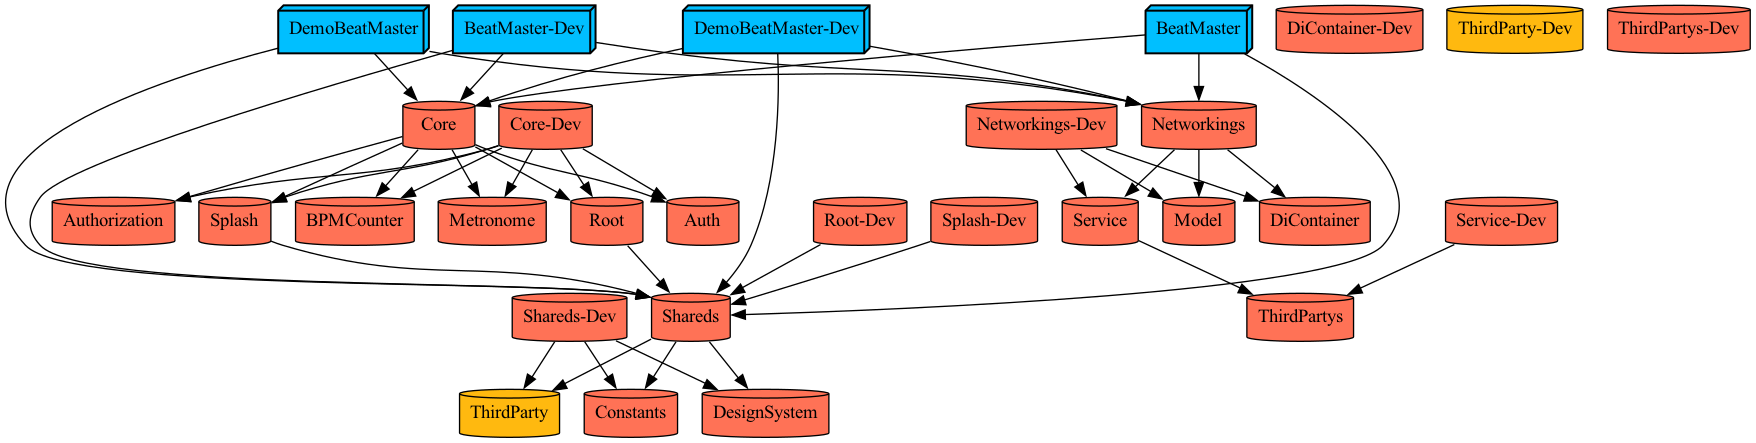 DemoBeatMaster
BeatMaster-Dev
DemoBeatMaster-Dev
BeatMaster
DiContainer-Dev
ThirdParty-Dev
ThirdPartys-Dev
Core
Core-Dev
Networkings-Dev
Networkings
Authorization
Splash
BPMCounter
Metronome
Root
Auth
Root-Dev
Splash-Dev
Service
Model
DiContainer
Service-Dev
Shareds-Dev
Shareds
ThirdPartys
ThirdParty
Constants
DesignSystem